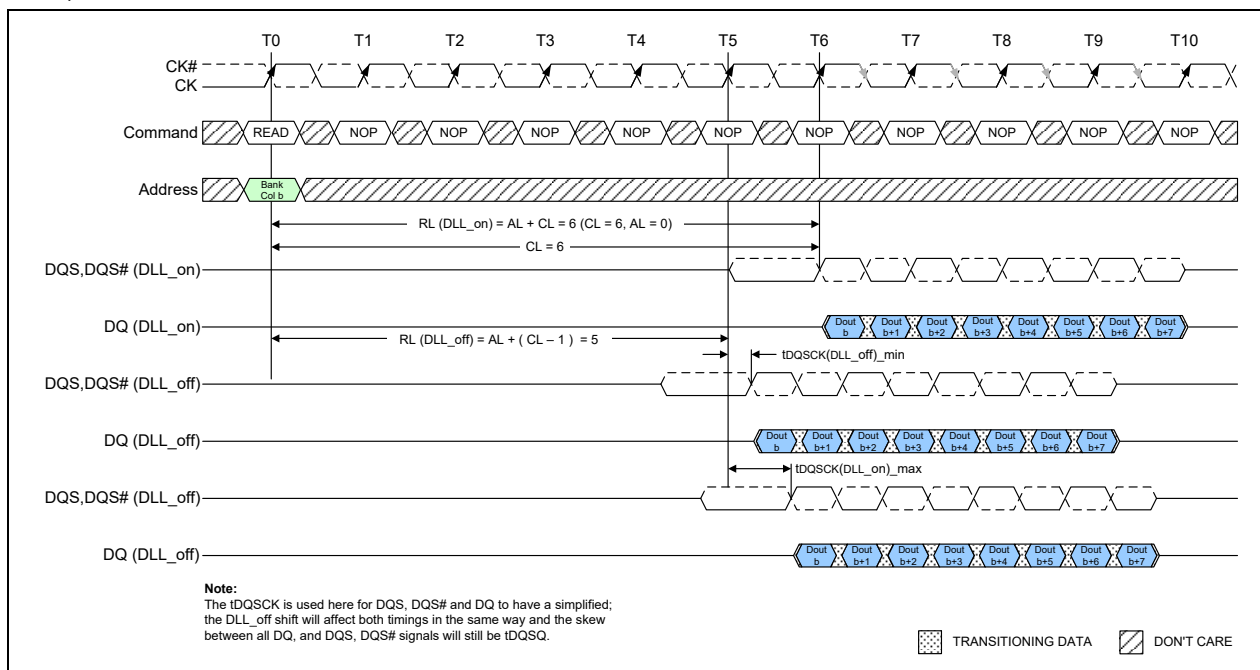 T0 T1 T2 T3 T4 T5 T6 T7 T8 T9 T10
CK#
CK
Command READ NOP NOP NOP NOP NOP NOP NOP NOP NOP NOP
Address Bank Col b
RL (DLL_on) = AL + CL = 6 (CL = 6, AL = 0)
CL = 6
DQS,DQS# (DLL_on)
DQ (DLL_on) Dout b Dout b+1 Dout b+2 Dout b+3 Dout b+4 Dout b+5 Dout b+6 Dout b+7
RL (DLL_off) = AL + ( CL – 1 ) = 5
tDQSCK(DLL_off)_min
DQS,DQS# (DLL_off)
DQ (DLL_off) Dout b Dout b+1 Dout b+2 Dout b+3 Dout b+4 Dout b+5 Dout b+6 Dout b+7
tDQSCK(DLL_on)_max
DQS,DQS# (DLL_off)
DQ (DLL_off) Dout b Dout b+1 Dout b+2 Dout b+3 Dout b+4 Dout b+5 Dout b+6 Dout b+7
Note:
The tDQSCK is used here for DQS, DQS# and DQ to have a simplified;
the DLL_off shift will affect both timings in the same way and the skew
between all DQ, and DQS, DQS# signals will still be tDQSQ.
TRANSITIONING DATA DON'T CARE